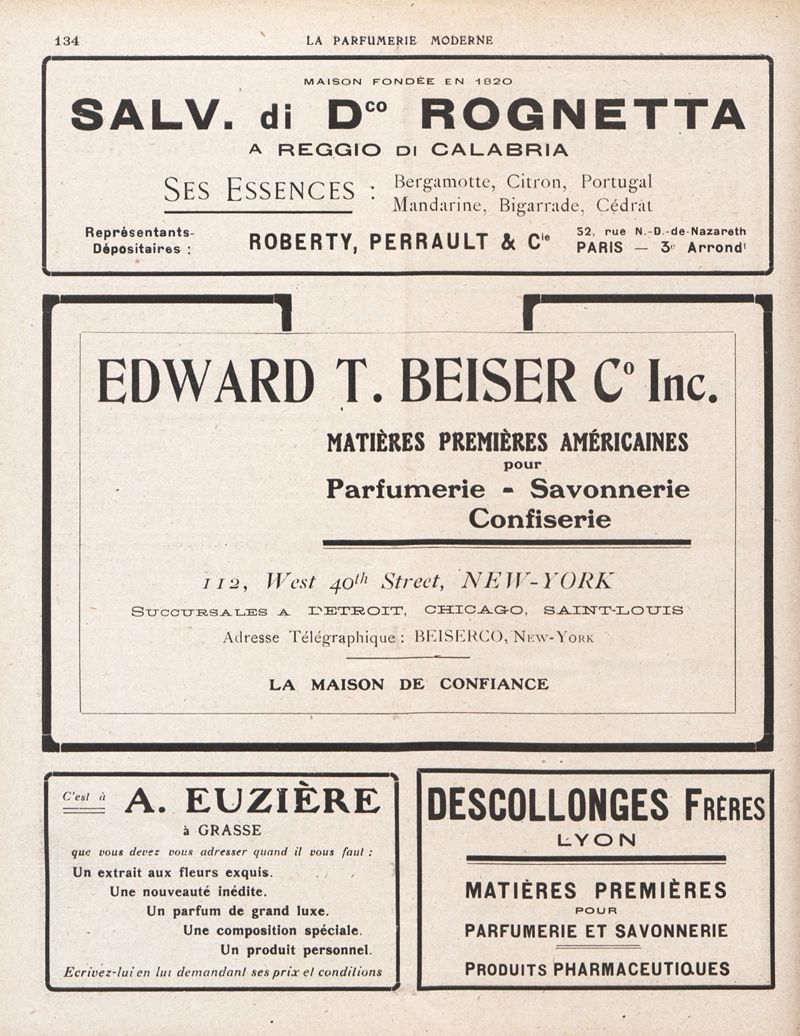 134
LA PARFUMERIE MODERNE
MAISON FONDÉE EN 1820
SALV. di Dco ROGNETTA
A REGGIO DI CALABRIA
SES ESSENCES : Bergamotte, Citron, Portugal
Mandarine, Bigarrade, Cédrat
Représentants-
Dépositaires :
ROBERTY, PERRAULT & Cie
52, rue N.-D.-de-Nazareth
PARIS — 3e Arrondt
EDWARD T. BEISER Co Inc.
MATIÈRES PREMIÈRES AMÉRICAINES
pour
Parfumerie - Savonnerie
Confiserie
112, West 40th Street, NEW-YORK
SUCCURSALES A DETROIT, CHICAGO, SAINT-LOUIS
Adresse Télégraphique : BEISERCO, NEW-YORK
LA MAISON DE CONFIANCE
C'est à A. EUZIÈRE
à GRASSE
que vous devez vous adresser quand il vous faut :
Un extrait aux fleurs exquis.
Une nouveauté inédite.
Un parfum de grand luxe.
Une composition spéciale.
Un produit personnel.
Ecrivez-lui en lui demandant ses prix et conditions
DESCOLLONGES FRÈRES
LYON
MATIÈRES PREMIÈRES
POUR
PARFUMERIE ET SAVONNERIE
PRODUITS PHARMACEUTIQUES